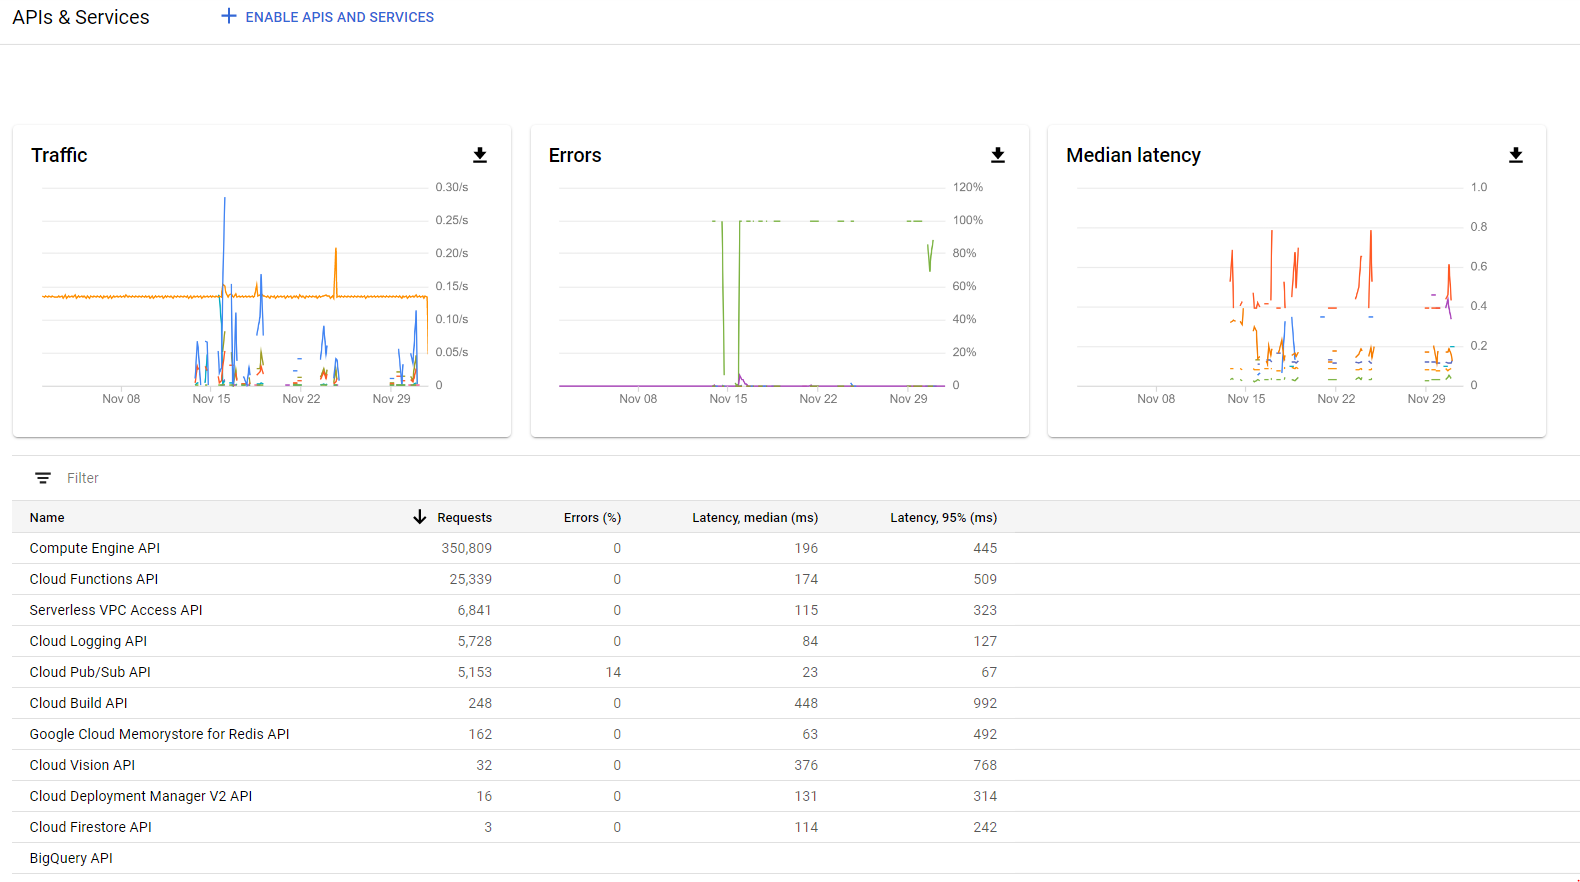 APIs & Services
ENABLE APIS AND SERVICES
Traffic
0.30/s
0.25/s
0.20/s
0.15/s
0.10/s
0.05/s
0
Nov 08 Nov 15 Nov 22 Nov 29
Errors
120%
100%
80%
60%
40%
20%
0
Nov 08 Nov 15 Nov 22 Nov 29
Median latency
1.0
0.8
0.6
0.4
0.2
0
Nov 08 Nov 15 Nov 22 Nov 29
Filter
Name Requests Errors (%) Latency, median (ms) Latency, 95% (ms)
Compute Engine API 350,809 0 196 445
Cloud Functions API 25,339 0 174 509
Serverless VPC Access API 6,841 0 115 323
Cloud Logging API 5,728 0 84 127
Cloud Pub/Sub API 5,153 14 23 67
Cloud Build API 248 0 448 992
Google Cloud Memorystore for Redis API 162 0 63 492
Cloud Vision API 32 0 376 768
Cloud Deployment Manager V2 API 16 0 131 314
Cloud Firestore API 3 0 114 242
BigQuery API